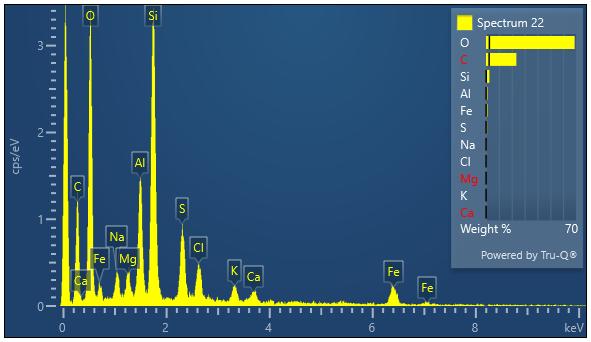 Spectrum 22
O
C
Si
Al
Fe
S
Na
Cl
Mg
K
Ca
Weight % 70
Powered by Tru-Q®
cps/eV
3
2
1
0
O
Si
C
Al
S
Na
Fe
Mg
Cl
K
Ca
Ca
Fe
Fe
0 2 4 6 8 keV